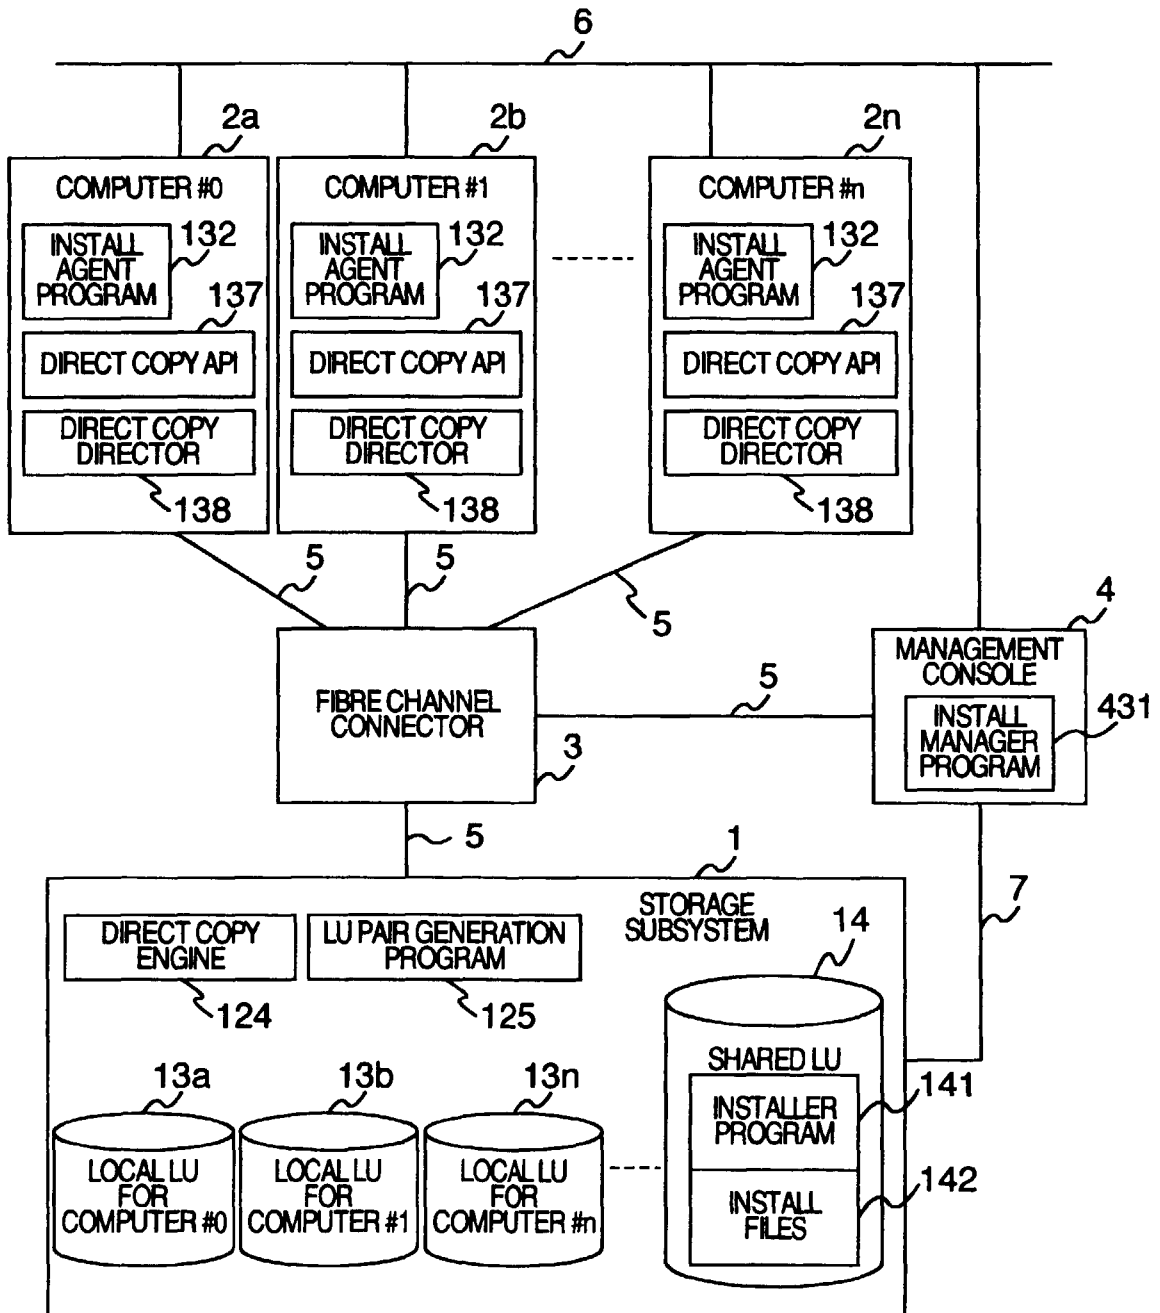 6
2a
2b
2n
COMPUTER #0
COMPUTER #1
COMPUTER #n
INSTALL
AGENT
PROGRAM
132
INSTALL
AGENT
PROGRAM
132
INSTALL
AGENT
PROGRAM
132
137
137
137
DIRECT COPY API
DIRECT COPY API
DIRECT COPY API
DIRECT COPY
DIRECTOR
DIRECT COPY
DIRECTOR
DIRECT COPY
DIRECTOR
138
138
138
5
5
5
4
FIBRE CHANNEL
CONNECTOR
3
5
MANAGEMENT
CONSOLE
INSTALL
MANAGER
PROGRAM
431
5
1
7
STORAGE
SUBSYSTEM
DIRECT COPY
ENGINE
LU PAIR GENERATION
PROGRAM
124
125
14
13a
13b
13n
LOCAL LU
FOR
COMPUTER #0
LOCAL LU
FOR
COMPUTER #1
LOCAL LU
FOR
COMPUTER #n
SHARED LU
INSTALLER
PROGRAM
141
INSTALL
FILES
142